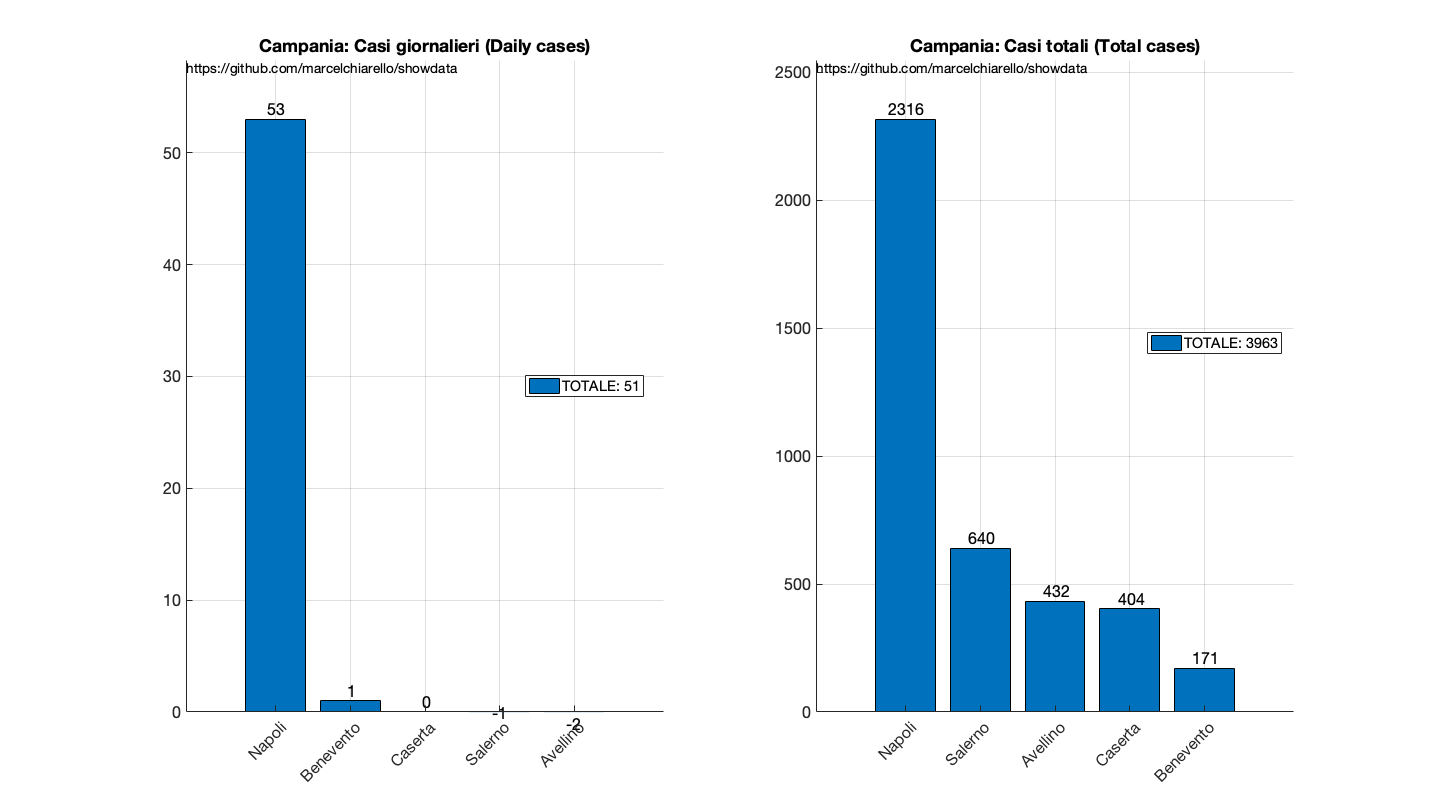 Campania: Casi giornalieri (Daily cases)
https://github.com/marcelchiarello/showdata
53
50
40
30
20
10
0
1
0
-1
-2
TOTALE: 51
Napoli
Benevento
Caserta
Salerno
Avellino
Campania: Casi totali (Total cases)
https://github.com/marcelchiarello/showdata
2500
2316
2000
1500
1000
500
0
640
432
404
171
TOTALE: 3963
Napoli
Salerno
Avellino
Caserta
Benevento